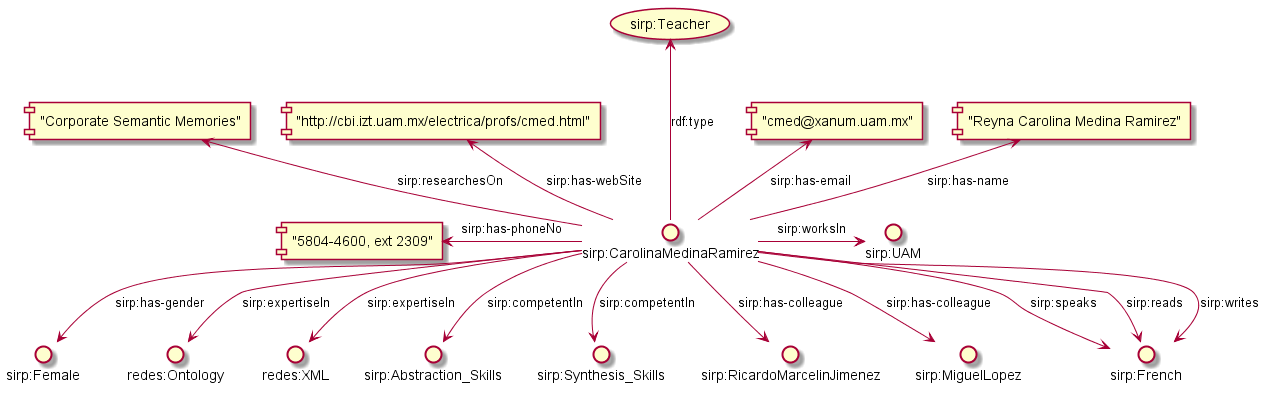 sirp:Teacher
"Corporate Semantic Memories"
"http://cbi.izt.uam.mx/electrica/profs/cmed.html"
rdf:type
"cmed@xanum.uam.mx"
"Reyna Carolina Medina Ramirez"
sirp:researchesOn
sirp:has-webSite
sirp:has-email
sirp:has-name
"5804-4600, ext 2309"
sirp:has-phoneNo
sirp:CarolinaMedinaRamirez
sirp:worksIn
sirp:UAM
sirp:has-gender
sirp:expertiseIn
sirp:expertiseIn
sirp:competentIn
sirp:competentIn
sirp:has-colleague
sirp:has-colleague
sirp:speaks
sirp:reads
sirp:writes
sirp:Female
redes:Ontology
redes:XML
sirp:Abstraction_Skills
sirp:Synthesis_Skills
sirp:RicardoMarcelinJimenez
sirp:MiguelLopez
sirp:French